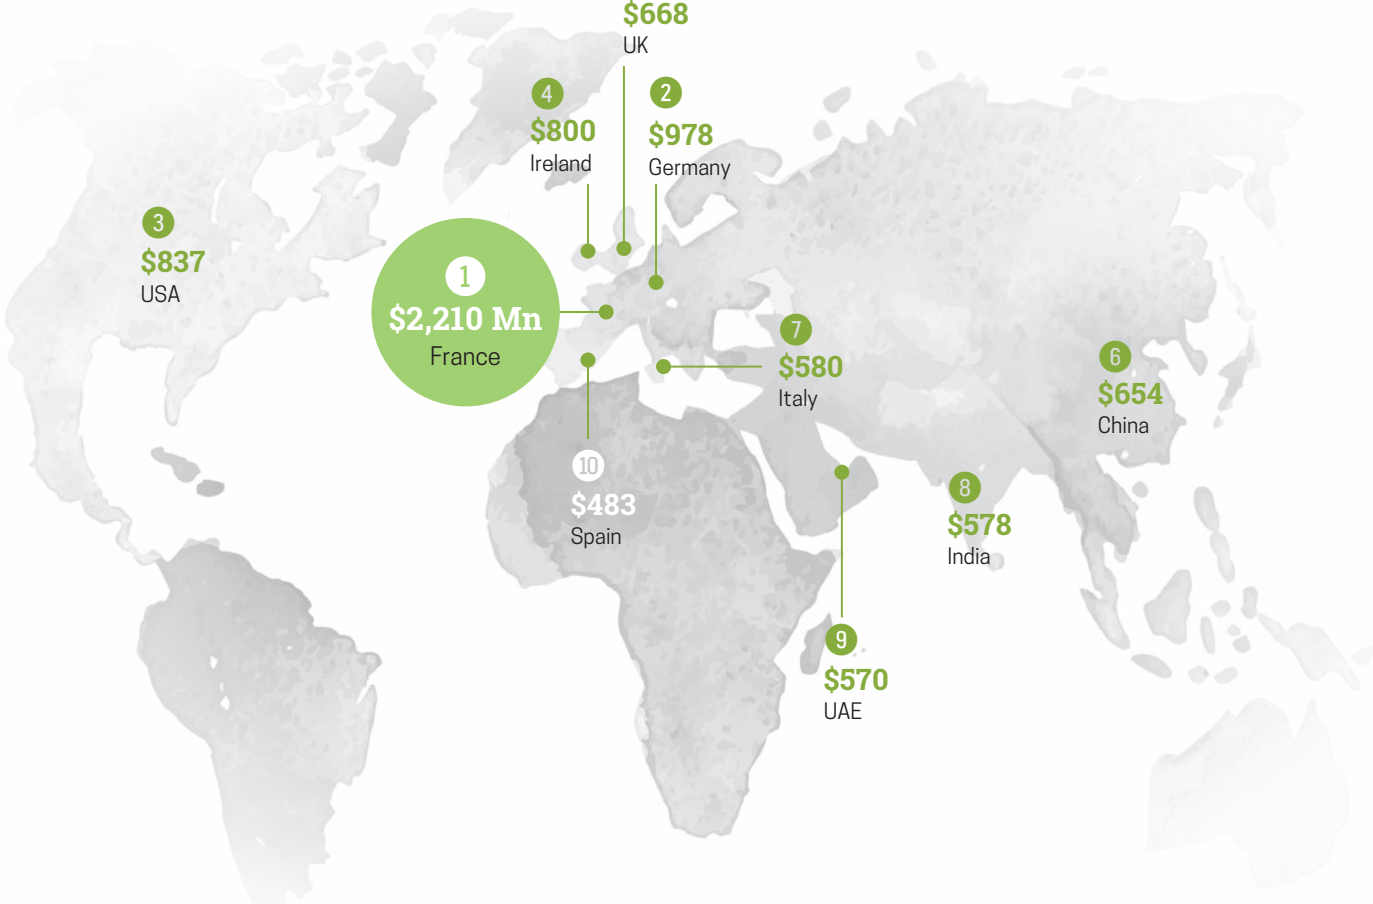 $668
UK
4
$800
Ireland
2
$978
Germany
3
$837
USA
1
$2,210 Mn
France
7
$580
Italy
6
$654
China
10
$483
Spain
8
$578
India
9
$570
UAE